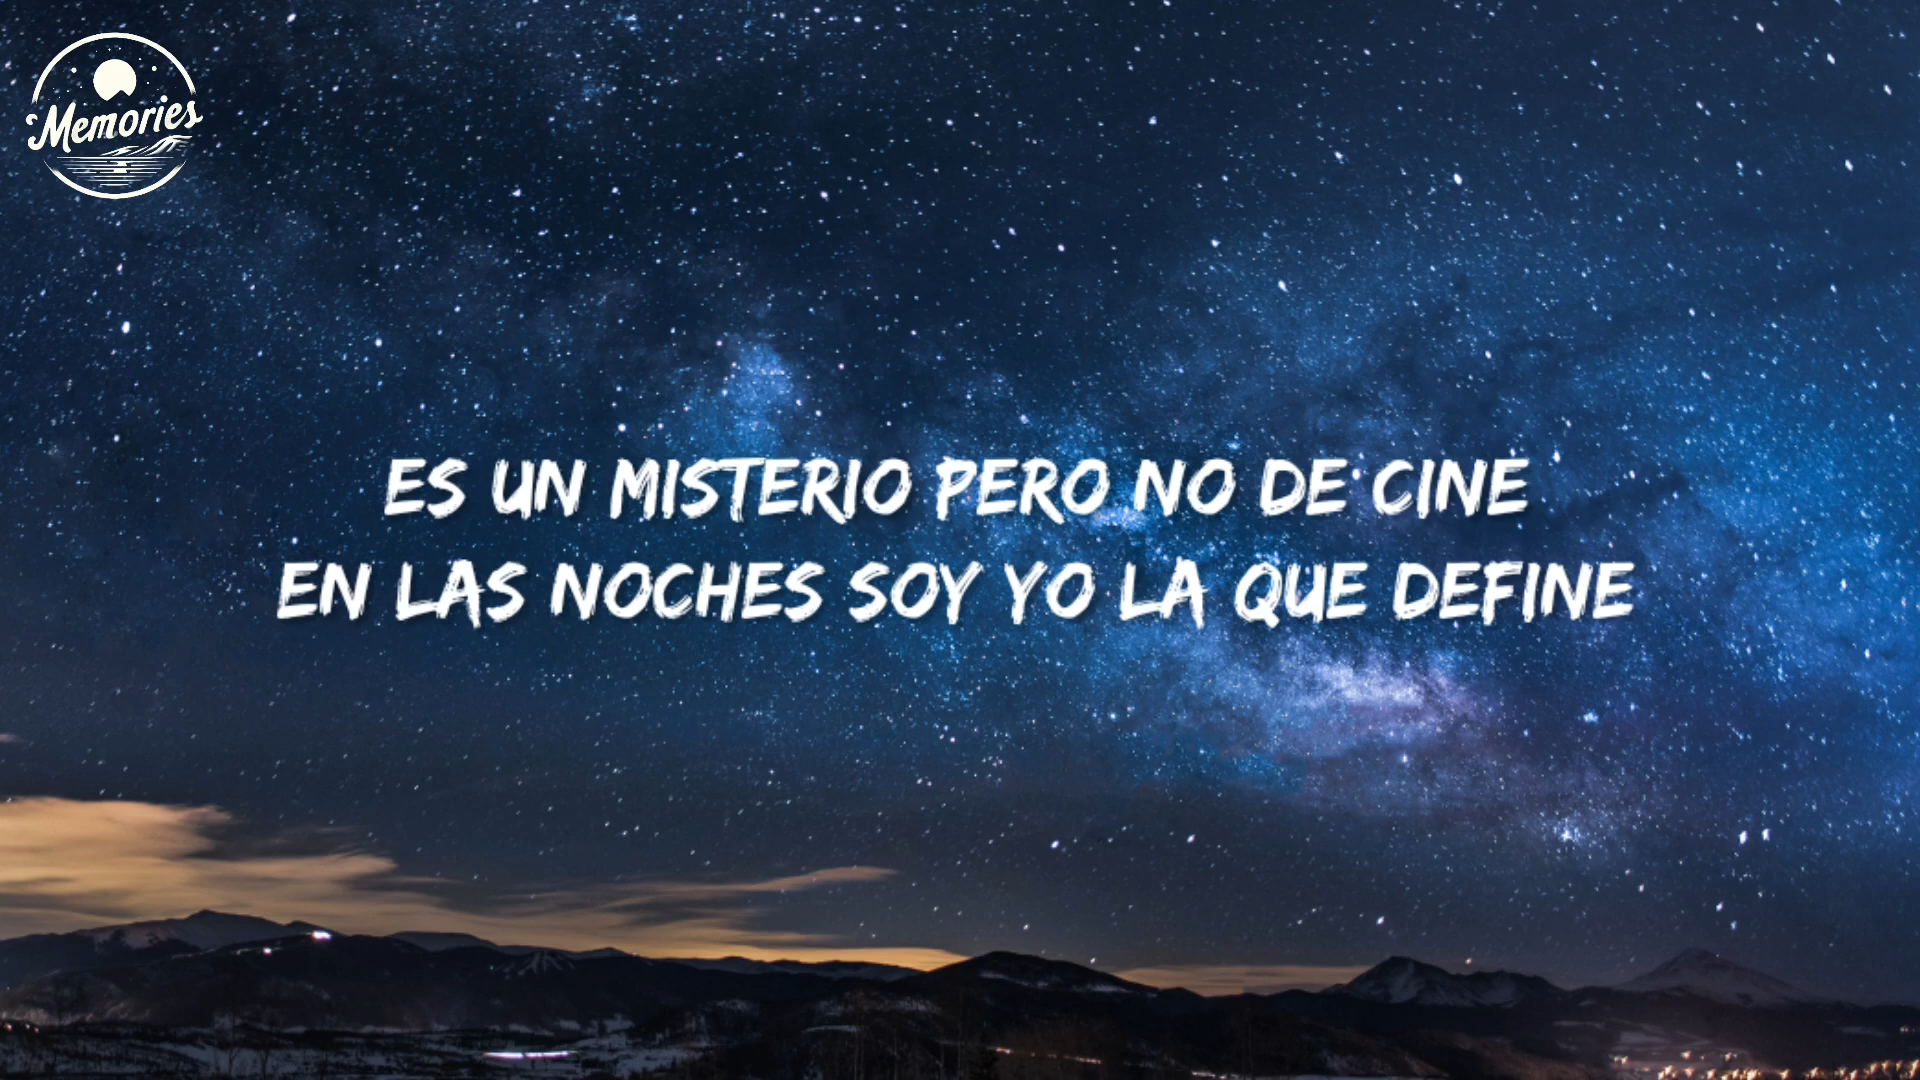 Memories
ES UN MISTERIO PERO NO DE CINE
EN LAS NOCHES SOY YO LA QUE DEFINE